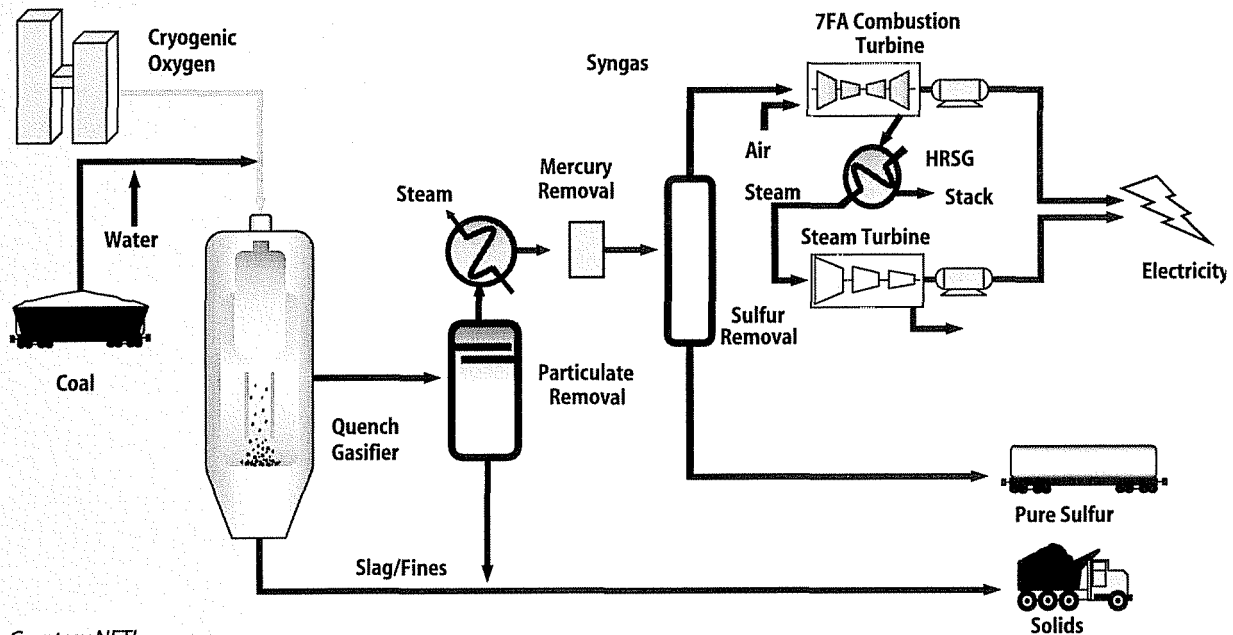 Cryogenic
Oxygen
7FA Combustion
Turbine
Syngas
Air
Mercury
Removal
HRSG
Steam
Steam
Stack
Water
Steam Turbine
Electricity
Sulfur
Removal
Coal
Particulate
Removal
Quench
Gasifier
Pure Sulfur
Slag/Fines
Solids
NETL